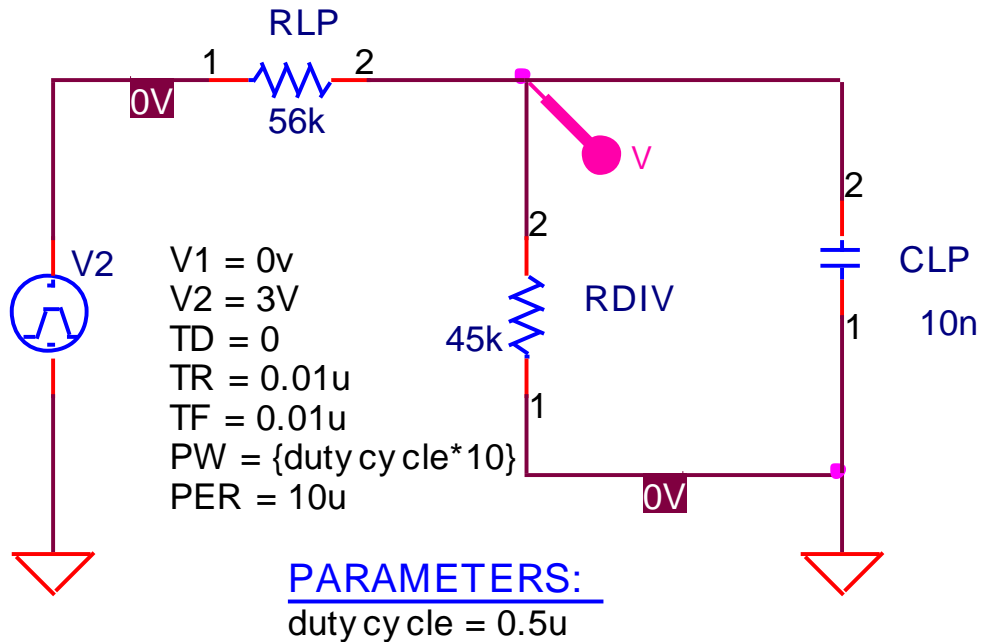 RLP
1
2
0V
56k
V
2
V2
V1 = 0v
V2 = 3V
TD = 0
TR = 0.01u
TF = 0.01u
PW = {duty cy cle*10}
PER = 10u
2
RDIV
45k
1
CLP
10n
1
0V
PARAMETERS:
duty cy cle = 0.5u